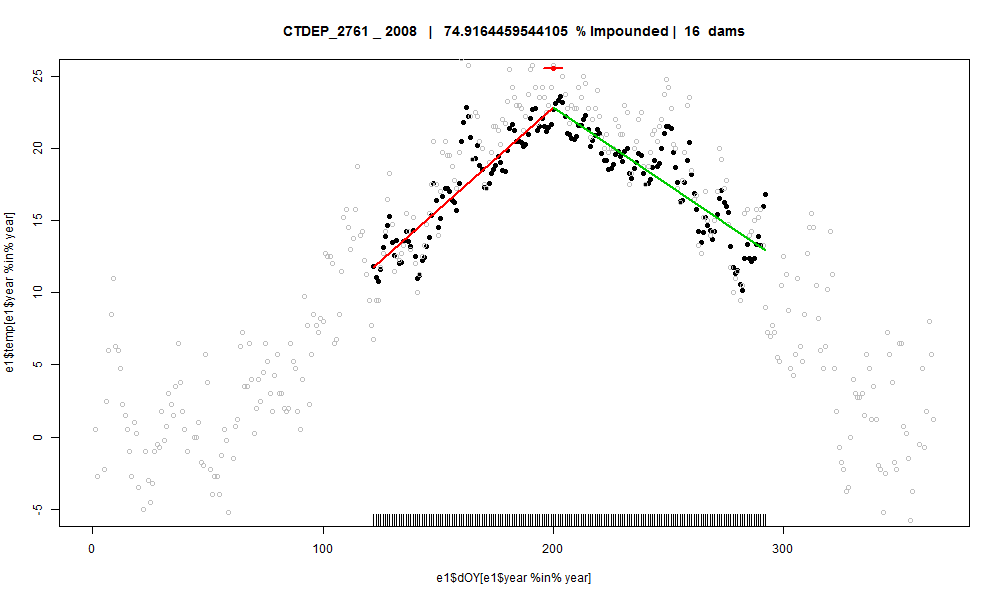 CTDEP_2761 _ 2008 | 74.9164459544105 % Impounded | 16 dams
25
20
15
10
5
0
-5
e1$temp[e1$year %in% year]
0 100 200 300
e1$dOY[e1$year %in% year]